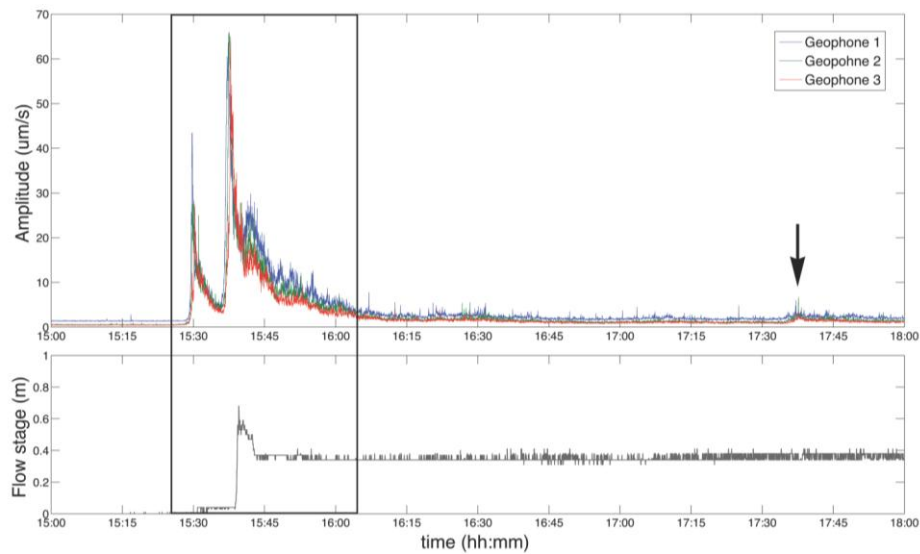 70
60
50
40
30
20
10
0
Amplitude (um/s)
Geophone 1
Geopohne 2
Geophone 3
15:00 15:15 15:30 15:45 16:00 16:15 16:30 16:45 17:00 17:15 17:30 17:45 18:00
1
0.8
0.6
0.4
0.2
0
Flow stage (m)
15:00 15:15 15:30 15:45 16:00 16:15 16:30 16:45 17:00 17:15 17:30 17:45 18:00
time (hh:mm)